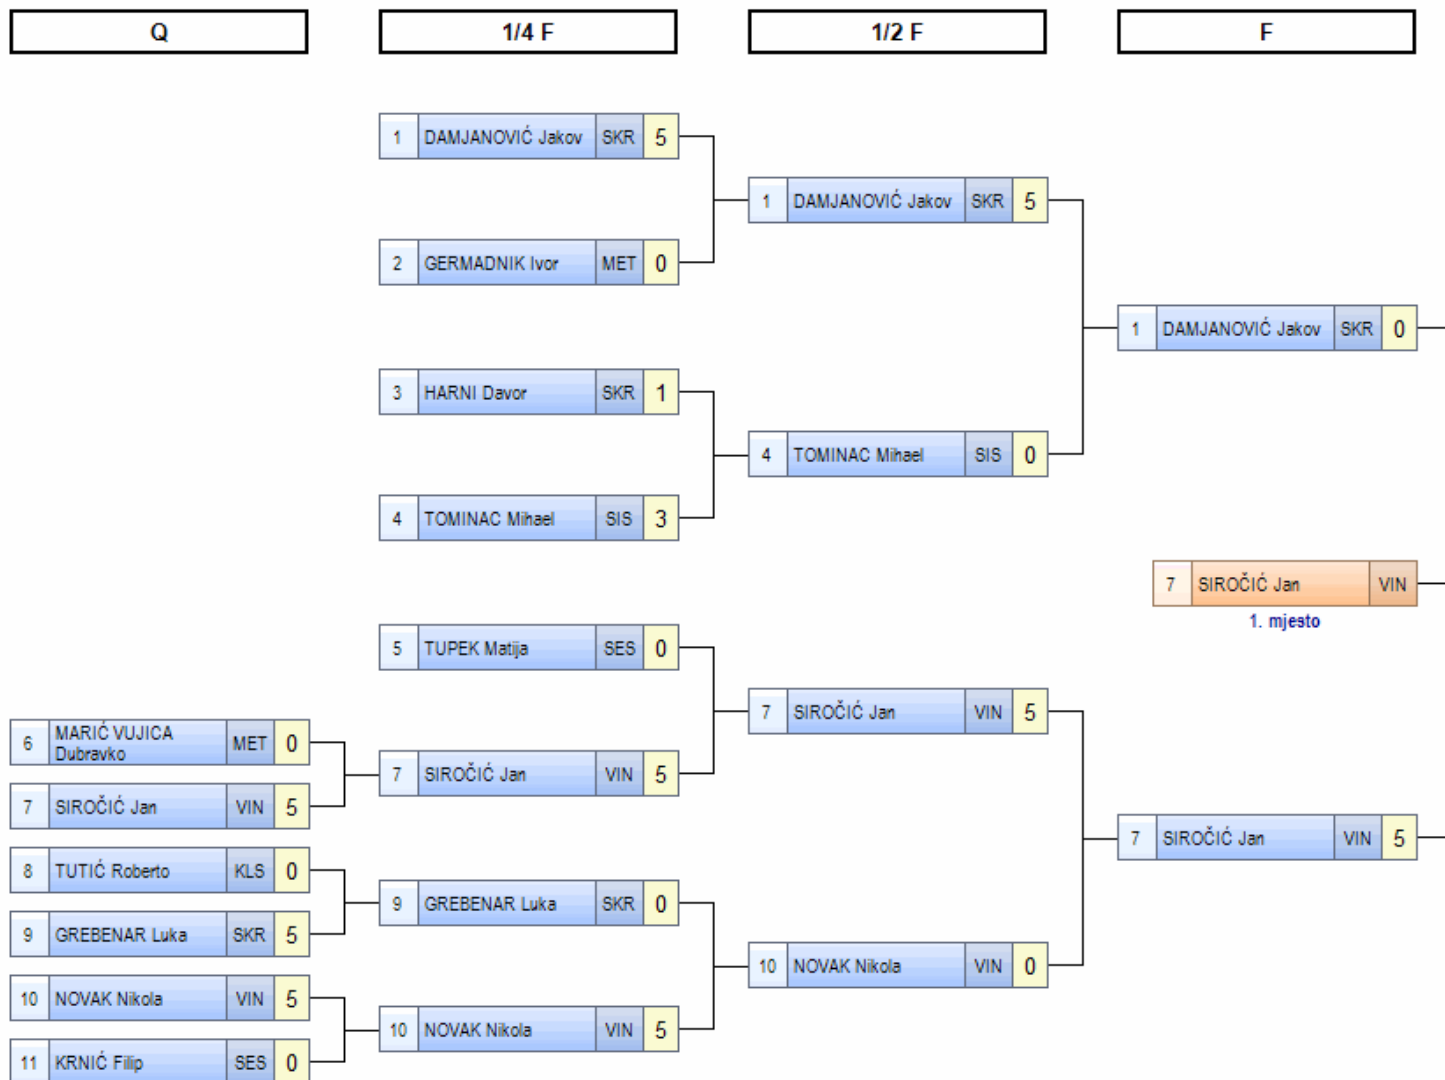 Q
1/4 F
1/2 F
F
1 DAMJANOVIĆ Jakov SKR 5
1 DAMJANOVIĆ Jakov SKR 5
2 GERMADNIK Ivor MET 0
1 DAMJANOVIĆ Jakov SKR 0
3 HARNI Davor SKR 1
4 TOMINAC Mihael SIS 0
4 TOMINAC Mihael SIS 3
7 SIROČIĆ Jan VIN
1. mjesto
5 TUPEK Matija SES 0
7 SIROČIĆ Jan VIN 5
6 MARIĆ VUJICA
Dubravko MET 0
7 SIROČIĆ Jan VIN 5
7 SIROČIĆ Jan VIN 5
7 SIROČIĆ Jan VIN 5
8 TUTIĆ Roberto KLS 0
9 GREBENAR Luka SKR 0
9 GREBENAR Luka SKR 5
10 NOVAK Nikola VIN 0
10 NOVAK Nikola VIN 5
10 NOVAK Nikola VIN 5
11 KRNIĆ Filip SES 0